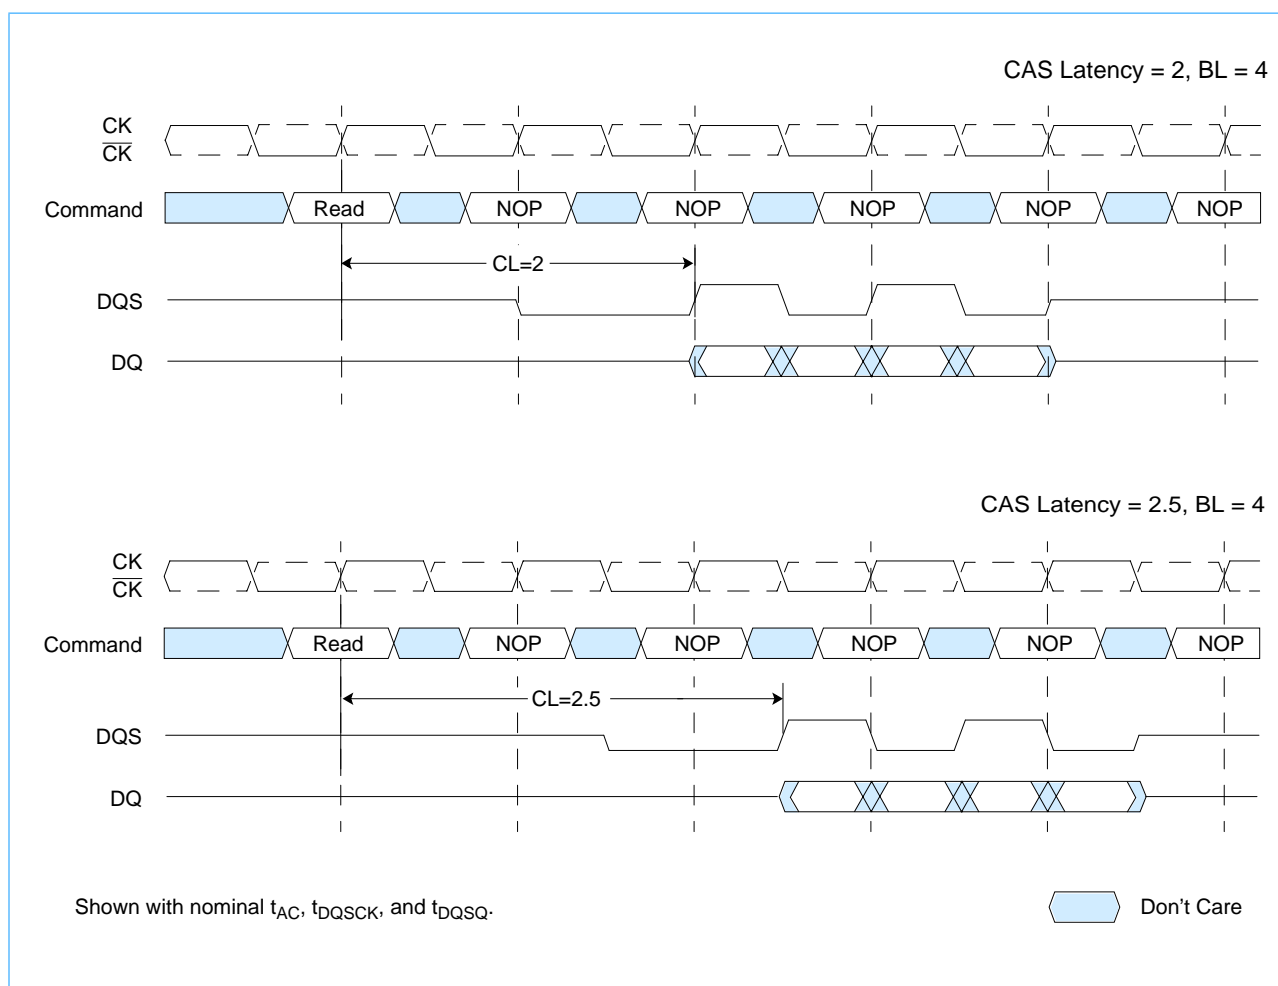 CAS Latency = 2, BL = 4
CK
CK
Command
Read
NOP
NOP
NOP
NOP
NOP
CL=2
DQS
DQ
CAS Latency = 2.5, BL = 4
CK
CK
Command
Read
NOP
NOP
NOP
NOP
NOP
CL=2.5
DQS
DQ
Shown with nominal tAC, tDQSCK, and tDQSQ.
Don't Care